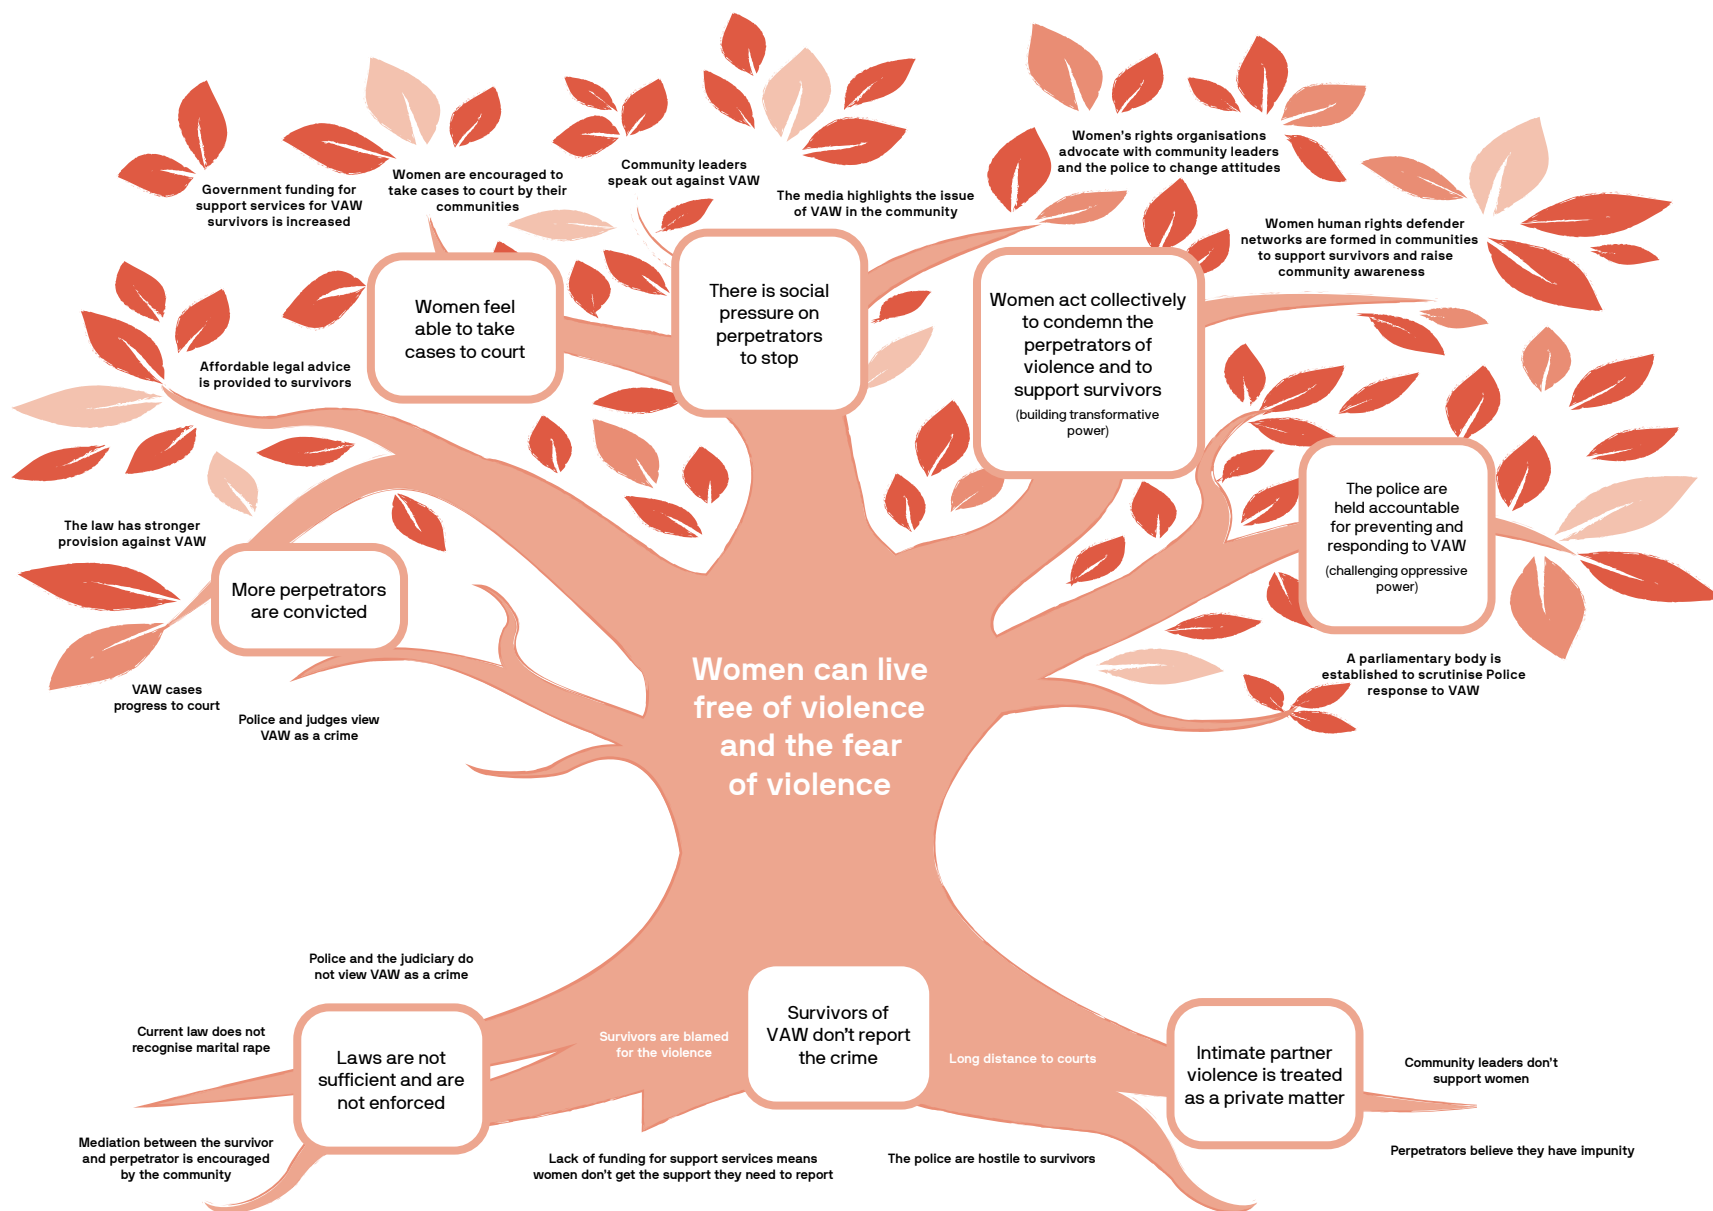 Government funding for
support services for VAW
survivors is increased
Women are encouraged to
take cases to court by their
communities
Community leaders
speak out against VAW
The media highlights the issue
of VAW in the community
Women's rights organisations
advocate with community leaders
and the police to change attitudes
Women human rights defender
networks are formed in communities
to support survivors and raise
community awareness
Affordable legal advice
is provided to survivors
Women feel
able to take
cases to court
There is social
pressure on
perpetrators
to stop
Women act collectively
to condemn the
perpetrators of
violence and to
support survivors
(building transformative
power)
The police are
held accountable
for preventing and
responding to VAW
(challenging oppressive
power)
The law has stronger
provision against VAW
More perpetrators
are convicted
VAW cases
progress to court
Police and judges view
VAW as a crime
A parliamentary body is
established to scrutinise Police
response to VAW
Women can live
free of violence
and the fear
of violence
Police and the judiciary do
not view VAW as a crime
Current law does not
recognise marital rape
Laws are not
sufficient and are
not enforced
Mediation between the survivor
and perpetrator is encouraged
by the community
Survivors are blamed
for the violence
Survivors of
VAW don't report
the crime
Long distance to courts
Lack of funding for support services means
women don't get the support they need to report
The police are hostile to survivors
Intimate partner
violence is treated
as a private matter
Community leaders don't
support women
Perpetrators believe they have impunity